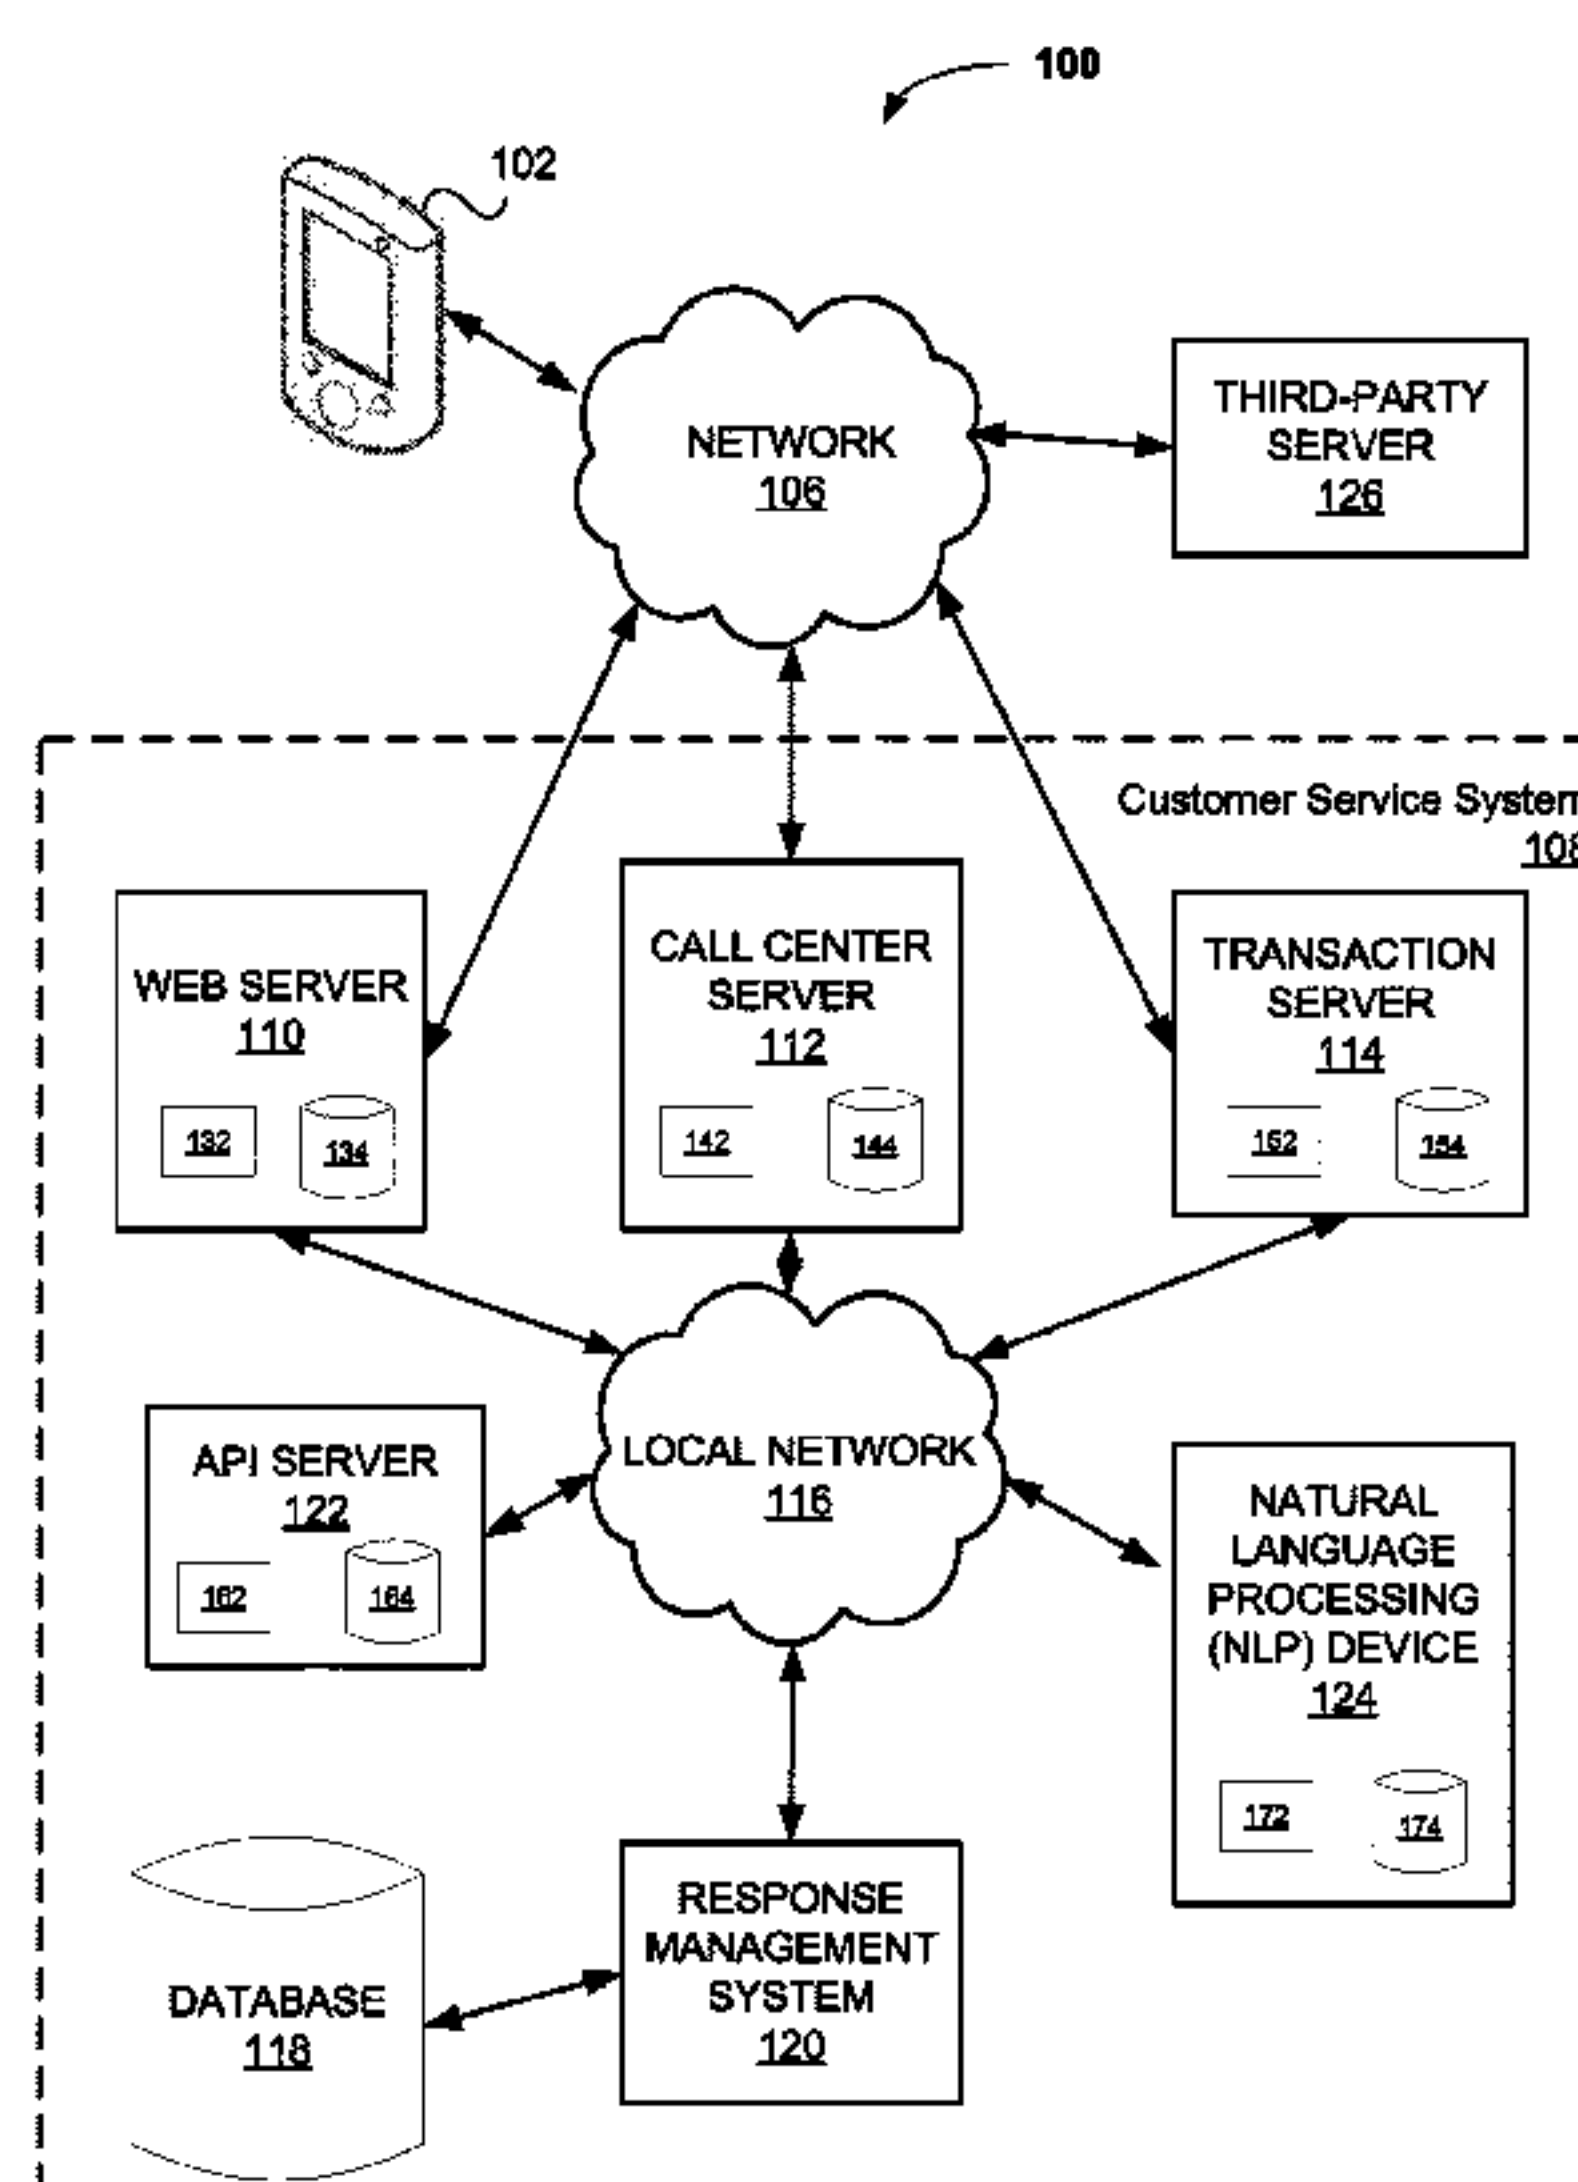 100
102
NETWORK
106
THIRD-PARTY
SERVER
126
Customer Service System
108
WEB SERVER
110
132
134
CALL CENTER
SERVER
112
142
144
TRANSACTION
SERVER
114
152
154
LOCAL NETWORK
116
API SERVER
122
162
164
NATURAL
LANGUAGE
PROCESSING
(NLP) DEVICE
124
172
174
DATABASE
118
RESPONSE
MANAGEMENT
SYSTEM
120